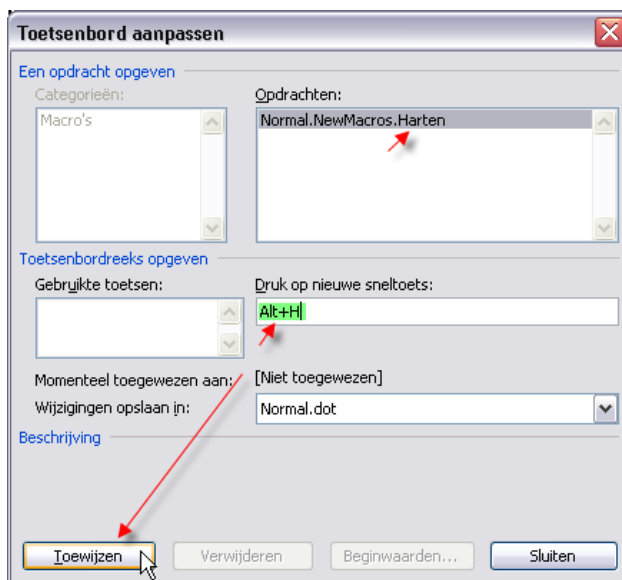 Toetsenbord aanpassen
Een opdracht opgeven
Categorieën:
Opdrachten:
Macro's
Normal.NewMacros.Harten
Toetsenbordreeks opgeven
Gebruikte toetsen:
Druk op nieuwe sneltoets:
Alt+H
Momenteel toegewezen aan:
[Niet toegewezen]
Wijzigingen opslaan in:
Normal.dot
Beschrijving
Toewijzen
Verwijderen
Beginwaarden...
Sluiten